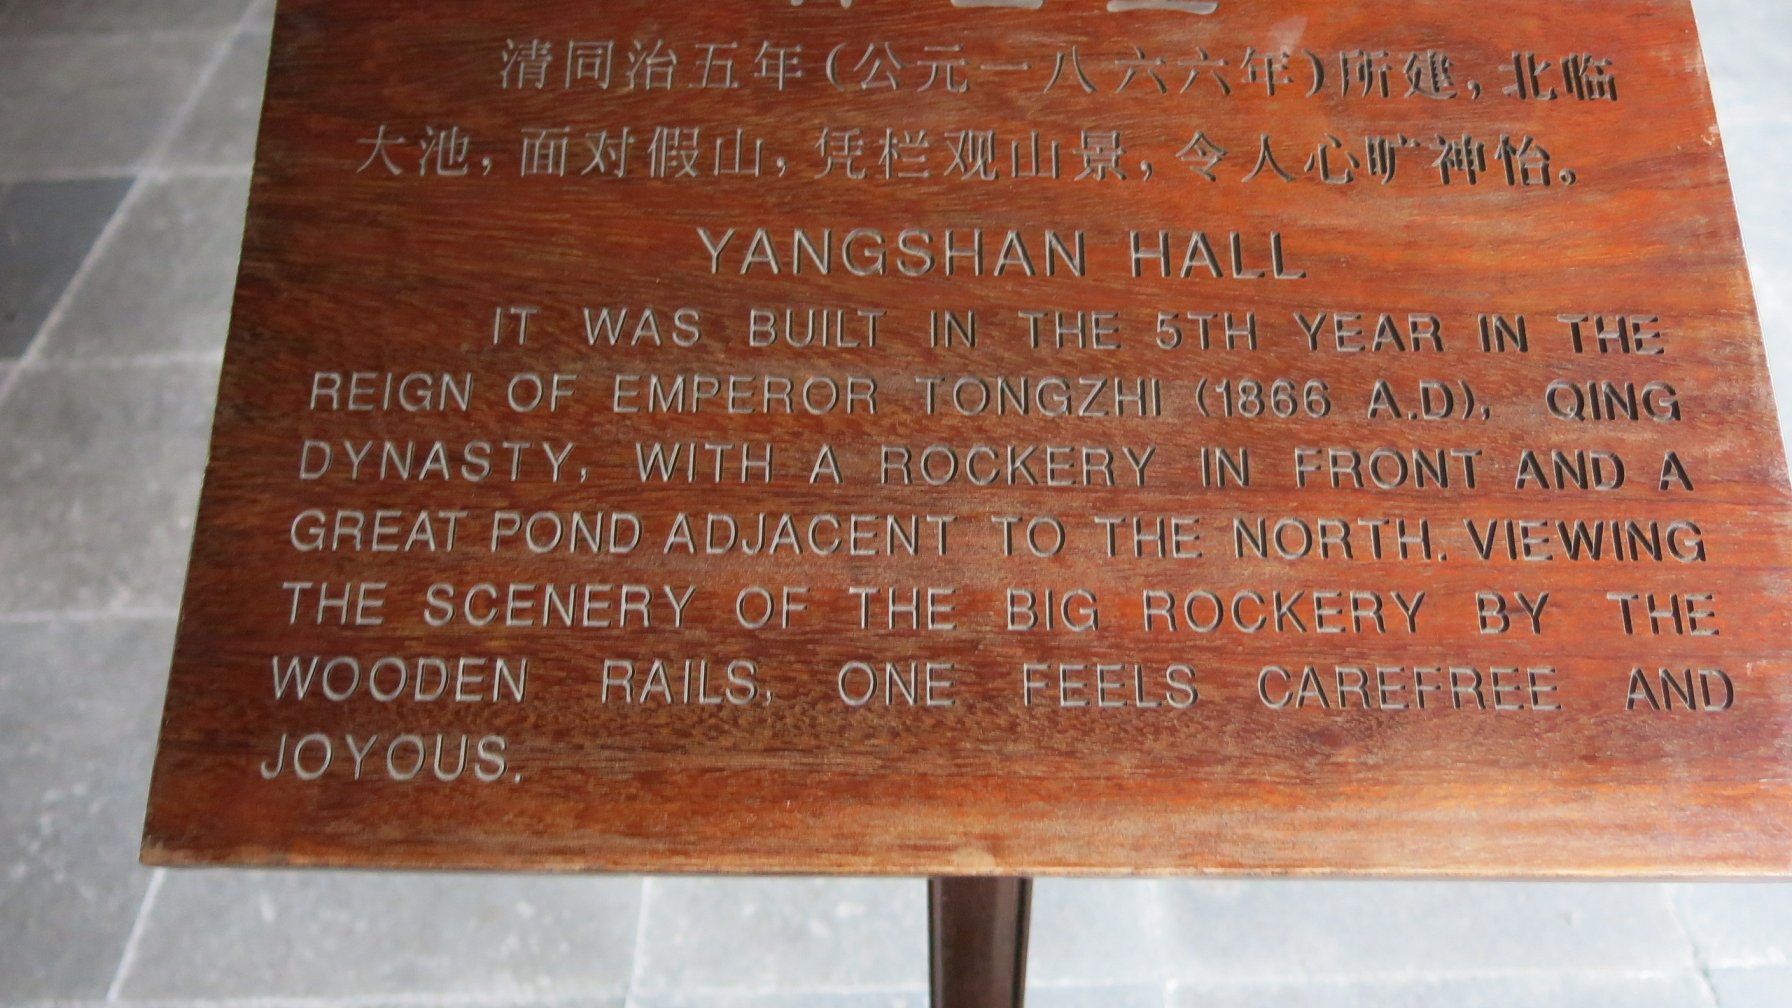 清同治五年(公元一八六六年)所建,北临
大池,面对假山,凭栏观山景,令人心旷神怡。
YANGSHAN HALL
IT WAS BUILT IN THE 5TH YEAR IN THE
REIGN OF EMPEROR TONGZHI (1866 A.D), QING
DYNASTY, WITH A ROCKERY IN FRONT AND A
GREAT POND ADJACENT TO THE NORTH. VIEWING
THE SCENERY OF THE BIG ROCKERY BY THE
WOODEN RAILS, ONE FEELS CAREFREE AND
JOYOUS.